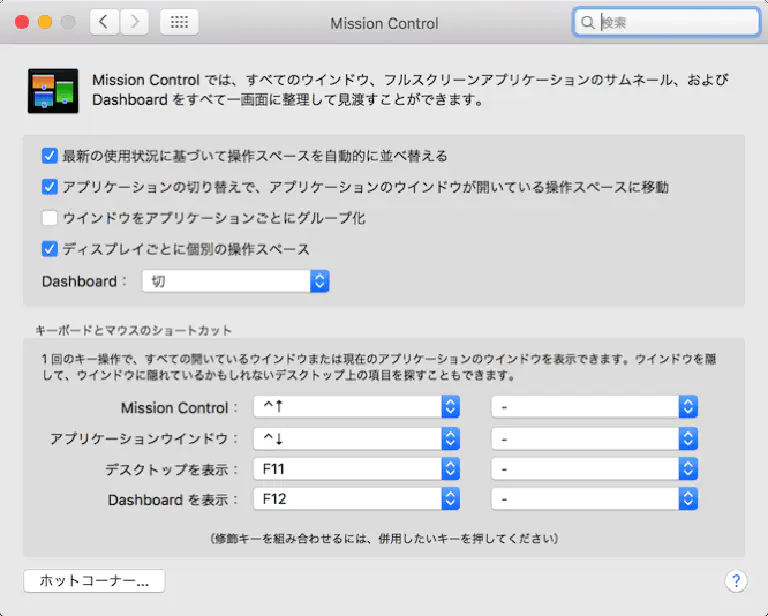 Mission Control
検索
Mission Control では、すべてのウインドウ、フルスクリーンアプリケーションのサムネール、および
Dashboard をすべて一画面に整理して見渡すことができます。
最新の使用状況に基づいて操作スペースを自動的に並べ替える
アプリケーションの切り替えで、アプリケーションのウインドウが開いている操作スペースに移動
ウインドウをアプリケーションごとにグループ化
ディスプレイごとに個別の操作スペース
Dashboard： 切
キーボードとマウスのショートカット
1 回のキー操作で、すべての開いているウインドウまたは現在のアプリケーションのウインドウを表示できます。ウインドウを隠
して、ウインドウに隠れているかもしれないデスクトップ上の項目を探すこともできます。
Mission Control： ^↑ -
アプリケーションウインドウ： ^↓ -
デスクトップを表示： F11 -
Dashboard を表示： F12 -
（修飾キーを組み合わせるには、併用したいキーを押してください）
ホットコーナー... ?